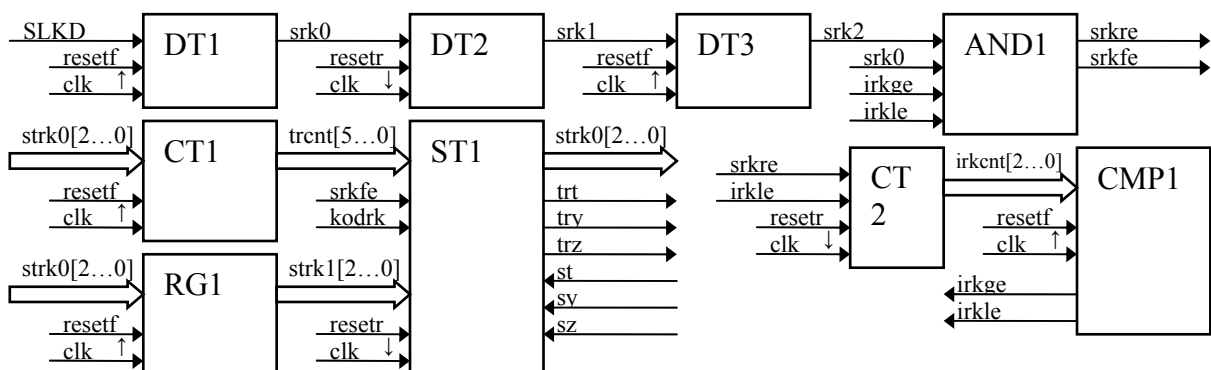 SLKD DT1 srk0 DT2 srk1 DT3 srk2 AND1 srkre
resetf resetr resetf srk0 srkfe
clk ↑ clk ↓ clk ↑ irkge
irkle
strk0[2...0] CT1 trcnt[5...0] ST1 strk0[2...0]
srkre CT 2 irkcnt[2...0] CMP1
resetf srkfe trt irkle
clk ↑ kodrk try resetr resetf
trz clk ↓ clk ↑
strk0[2...0] RG1 strk1[2...0] st
sy irkge
resetf resetr sz irkle
clk ↑ clk ↓